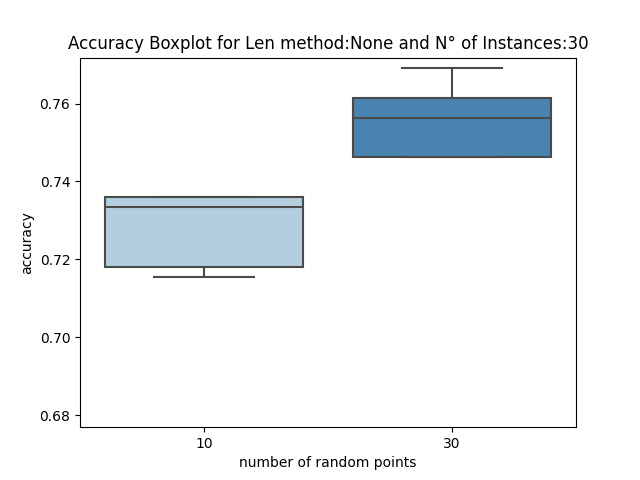 Accuracy Boxplot for Len method:None and N° of Instances:30
0.76
0.74
0.72
0.70
0.68
accuracy
10
30
number of random points